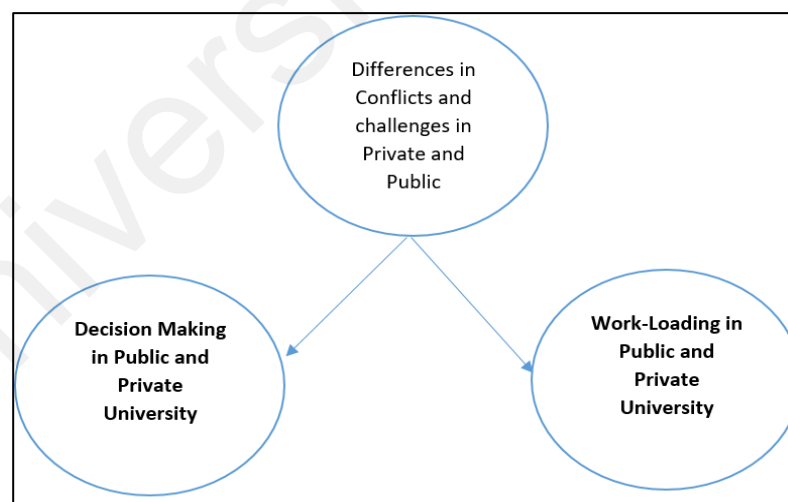 Differences in
Conflicts and
challenges in
Private and
Public
Decision Making
in Public and
Private
University
Work-Loading in
Public and
Private
University